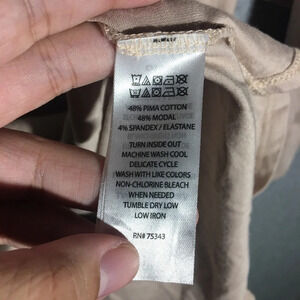 48% PIMA COTTON
48% MODAL
4% SPANDEX / ELASTANE
TURN INSIDE OUT
MACHINE WASH COOL
DELICATE CYCLE
WASH WITH LIKE COLORS
NON-CHLORINE BLEACH
WHEN NEEDED
TUMBLE DRY LOW
LOW IRON
RN# 75343